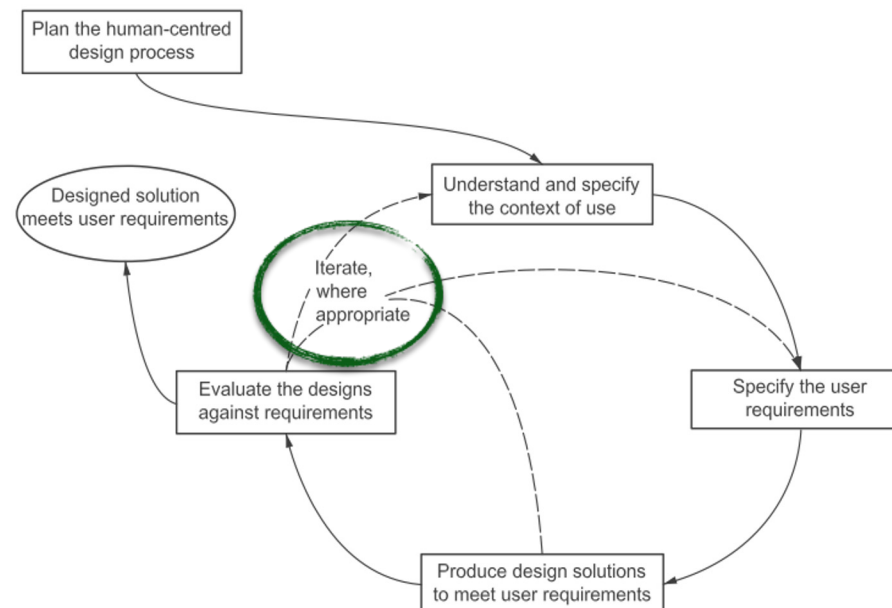 Plan the human-centred
design process
Understand and specify
the context of use
Designed solution
meets user requirements
Iterate,
where
appropriate
Evaluate the designs
against requirements
Specify the user
requirements
Produce design solutions
to meet user requirements